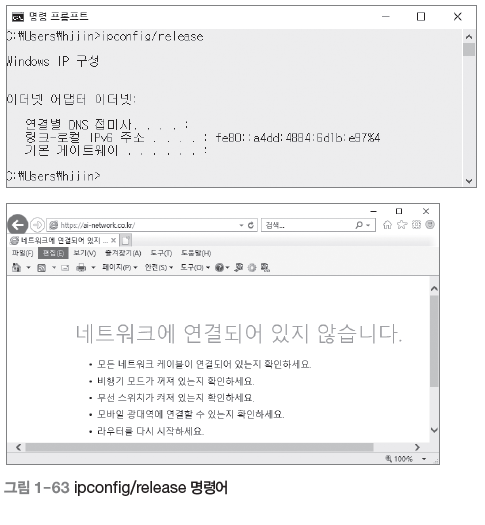 명령 프롬프트
C:₩Users₩hjin>ipconfig/release
Windows IP 구성
이더넷 어댑터 이더넷:
연결별 DNS 접미사. . . . :
링크-로컬 IPv6 주소 . . . . : fe80::a4dd:4884:6d1b:e97%4
기본 게이트웨이 . . . . . . :
C:₩Users₩hjin>
https://ai-network.co.kr/
검색...
네트워크에 연결되어 있지 ...
파일(F) 편집(E) 보기(V) 즐겨찾기(A) 도구(T) 도움말(H)
페이지(P) 안전(S) 도구(O)
네트워크에 연결되어 있지 않습니다.
• 모든 네트워크 케이블이 연결되어 있는지 확인하세요.
• 비행기 모드가 꺼져 있는지 확인하세요.
• 무선 스위치가 켜져 있는지 확인하세요.
• 모바일 광대역에 연결할 수 있는지 확인하세요.
• 라우터를 다시 시작하세요.
100%
그림 1-63 ipconfig/release 명령어